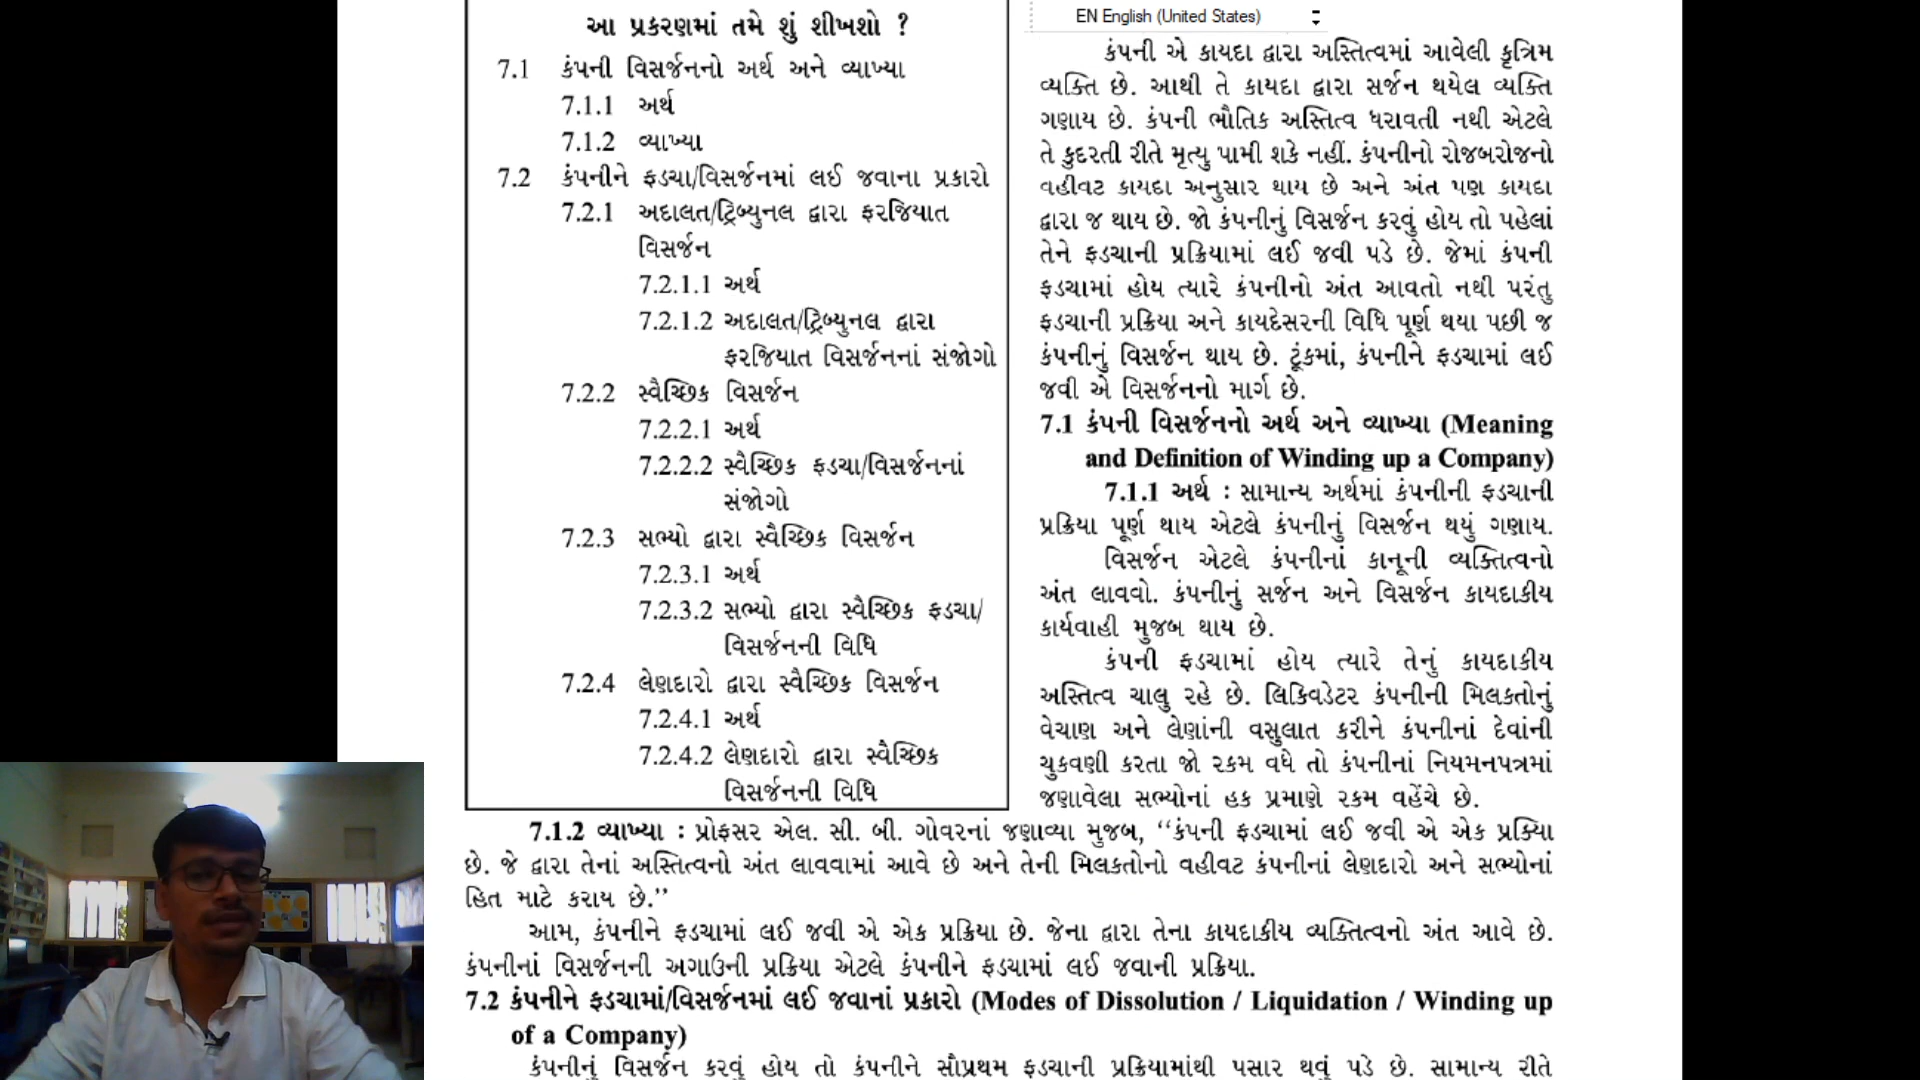 આ પ્રકરણમાં તમે શું શીખશો ?
7.1 કંપની વિસર્જનનો અર્થ અને વ્યાખ્યા
7.1.1 અર્થ
7.1.2 વ્યાખ્યા
7.2 કંપનીને ફડચા/વિસર્જનમાં લઈ જવાના પ્રકારો
7.2.1 અદાલત/ટ્રિબ્યુનલ દ્વારા ફરજિયાત
વિસર્જન
7.2.1.1 અર્થ
7.2.1.2 અદાલત/ટ્રિબ્યુનલ દ્વારા
ફરજિયાત વિસર્જનનાં સંજોગો
7.2.2 સ્વૈચ્છિક વિસર્જન
7.2.2.1 અર્થ
7.2.2.2 સ્વૈચ્છિક ફડચા/વિસર્જનનાં
સંજોગો
7.2.3 સભ્યો દ્વારા સ્વૈચ્છિક વિસર્જન
7.2.3.1 અર્થ
7.2.3.2 સભ્યો દ્વારા સ્વૈચ્છિક ફડચા/
વિસર્જનની વિધિ
7.2.4 લેણદારો દ્વારા સ્વૈચ્છિક વિસર્જન
7.2.4.1 અર્થ
7.2.4.2 લેણદારો દ્વારા સ્વૈચ્છિક
વિસર્જનની વિધિ
EN English (United States)
કંપની એ કાયદા દ્વારા અસ્તિત્વમાં આવેલી કૃત્રિમ
વ્યક્તિ છે. આથી તે કાયદા દ્વારા સર્જન થયેલ વ્યક્તિ
ગણાય છે. કંપની ભૌતિક અસ્તિત્વ ધરાવતી નથી એટલે
તે કુદરતી રીતે મૃત્યુ પામી શકે નહીં. કંપનીનો રોજબરોજનો
વહીવટ કાયદા અનુસાર થાય છે અને અંત પણ કાયદા
દ્વારા જ થાય છે. જો કંપનીનું વિસર્જન કરવું હોય તો પહેલાં
તેને ફડચાની પ્રક્રિયામાં લઈ જવી પડે છે. જેમાં કંપની
ફડચામાં હોય ત્યારે કંપનીનો અંત આવતો નથી પરંતુ
ફડચાની પ્રક્રિયા અને કાયદેસરની વિધિ પૂર્ણ થયા પછી જ
કંપનીનું વિસર્જન થાય છે. ટૂંકમાં, કંપનીને ફડચામાં લઈ
જવી એ વિસર્જનનો માર્ગ છે.
7.1 કંપની વિસર્જનનો અર્થ અને વ્યાખ્યા (Meaning
and Definition of Winding up a Company)
7.1.1 અર્થ : સામાન્ય અર્થમાં કંપનીની ફડચાની
પ્રક્રિયા પૂર્ણ થાય એટલે કંપનીનું વિસર્જન થયું ગણાય.
વિસર્જન એટલે કંપનીનાં કાનૂની વ્યક્તિત્વનો
અંત લાવવો. કંપનીનું સર્જન અને વિસર્જન કાયદાકીય
કાર્યવાહી મુજબ થાય છે.
કંપની ફડચામાં હોય ત્યારે તેનું કાયદાકીય
અસ્તિત્વ ચાલુ રહે છે. લિક્વિડેટર કંપનીની મિલકતોનું
વેચાણ અને લેણાંની વસુલાત કરીને કંપનીનાં દેવાંની
ચુકવણી કરતા જો રકમ વધે તો કંપનીનાં નિયમનપત્રમાં
જણાવેલા સભ્યોનાં હક પ્રમાણે રકમ વહેંચે છે.
7.1.2 વ્યાખ્યા : પ્રોફસર એલ. સી. બી. ગોવરનાં જણાવ્યા મુજબ, ‘‘કંપની ફડચામાં લઈ જવી એ એક પ્રક્રિયા
છે. જે દ્વારા તેનાં અસ્તિત્વનો અંત લાવવામાં આવે છે અને તેની મિલકતોનો વહીવટ કંપનીનાં લેણદારો અને સભ્યોનાં
હિત માટે કરાય છે.’’
આમ, કંપનીને ફડચામાં લઈ જવી એ એક પ્રક્રિયા છે. જેના દ્વારા તેના કાયદાકીય વ્યક્તિત્વનો અંત આવે છે.
કંપનીનાં વિસર્જનની અગાઉની પ્રક્રિયા એટલે કંપનીને ફડચામાં લઈ જવાની પ્રક્રિયા.
7.2 કંપનીને ફડચામાં/વિસર્જનમાં લઈ જવાનાં પ્રકારો (Modes of Dissolution / Liquidation / Winding up
of a Company)
કંપનીનું વિસર્જન કરવું હોય તો કંપનીને સૌપ્રથમ ફડચાની પ્રક્રિયામાંથી પસાર થવું પડે છે. સામાન્ય રીતે